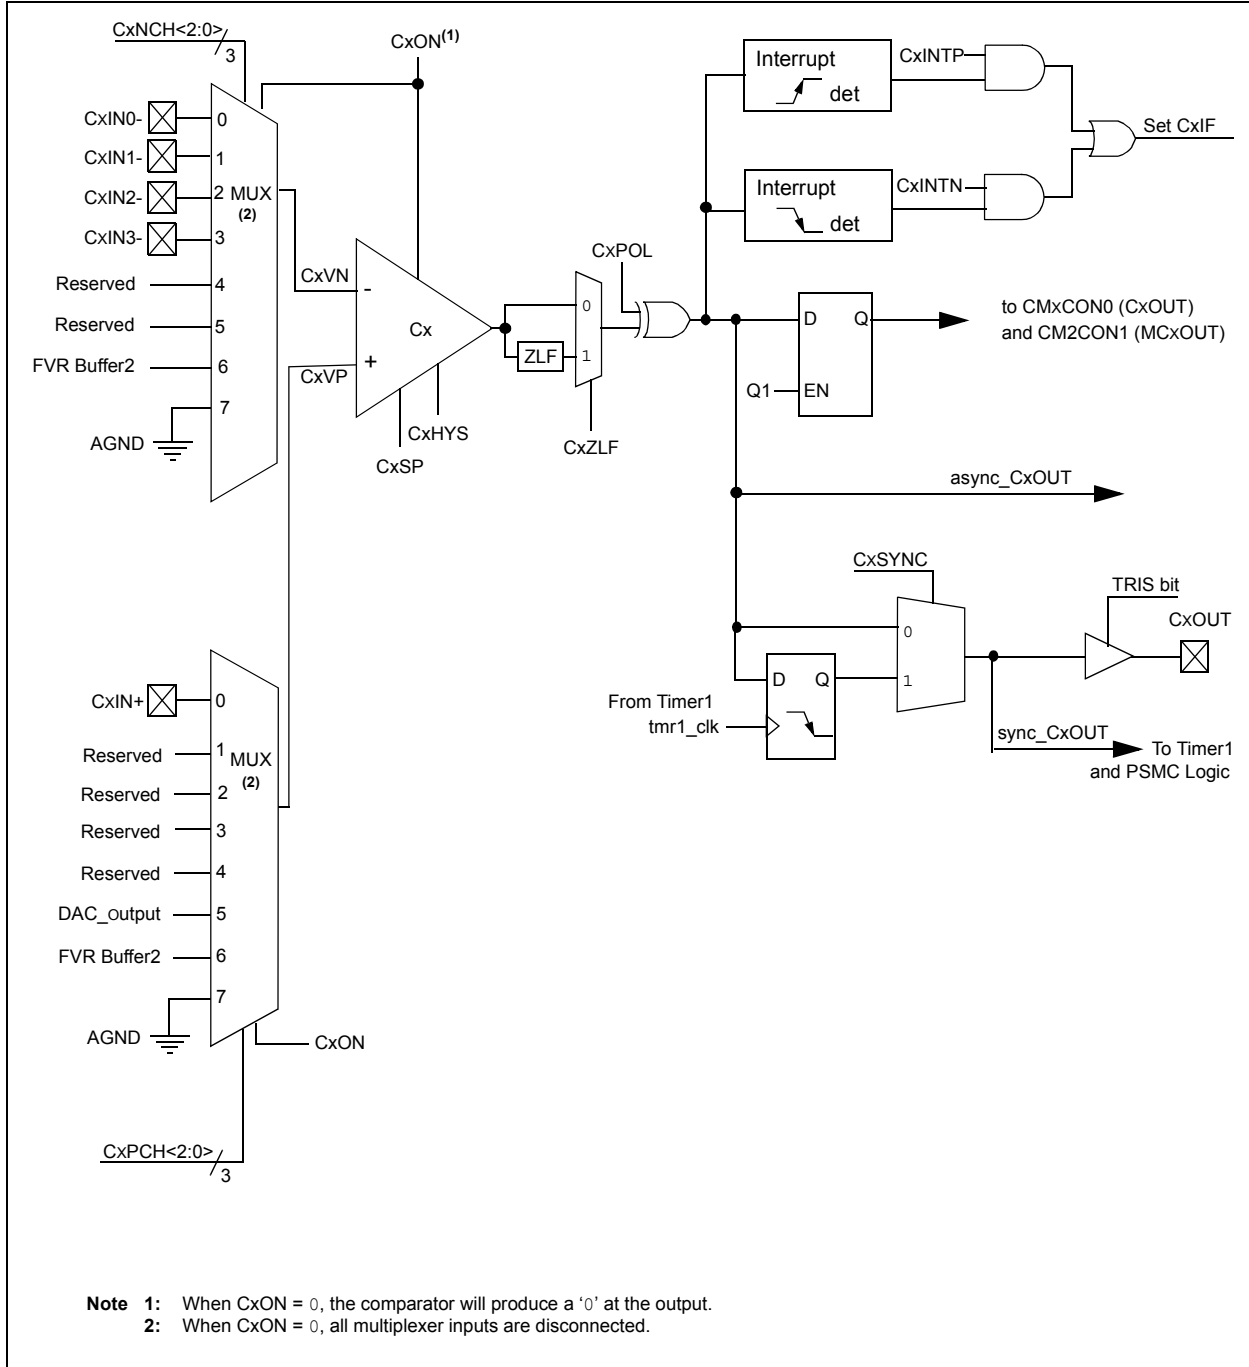 CxNCH<2:0>
3
CxON(1)
CxIN0-
0
CxIN1-
1
CxIN2-
2
MUX
(2)
CxIN3-
3
Reserved
4
Reserved
5
FVR Buffer2
6
7
AGND
CxVN
-
Cx
+
CxVP
CxHYS
CxSP
ZLF
0
1
CxZLF
CxPOL
Interrupt
det
CxINTP
Interrupt
det
CxINTN
Set CxIF
D
Q
Q1
EN
to CMxCON0 (CxOUT)
and CM2CON1 (MCxOUT)
async_CxOUT
CxSYNC
0
1
D
Q
From Timer1
tmr1_clk
TRIS bit
CxOUT
sync_CxOUT
To Timer1
and PSMC Logic
CxIN+
0
Reserved
1
MUX
(2)
Reserved
2
Reserved
3
Reserved
4
DAC_output
5
FVR Buffer2
6
7
AGND
CxON
CxPCH<2:0>
3
Note 1: When CxON = 0, the comparator will produce a ‘0’ at the output.
2: When CxON = 0, all multiplexer inputs are disconnected.